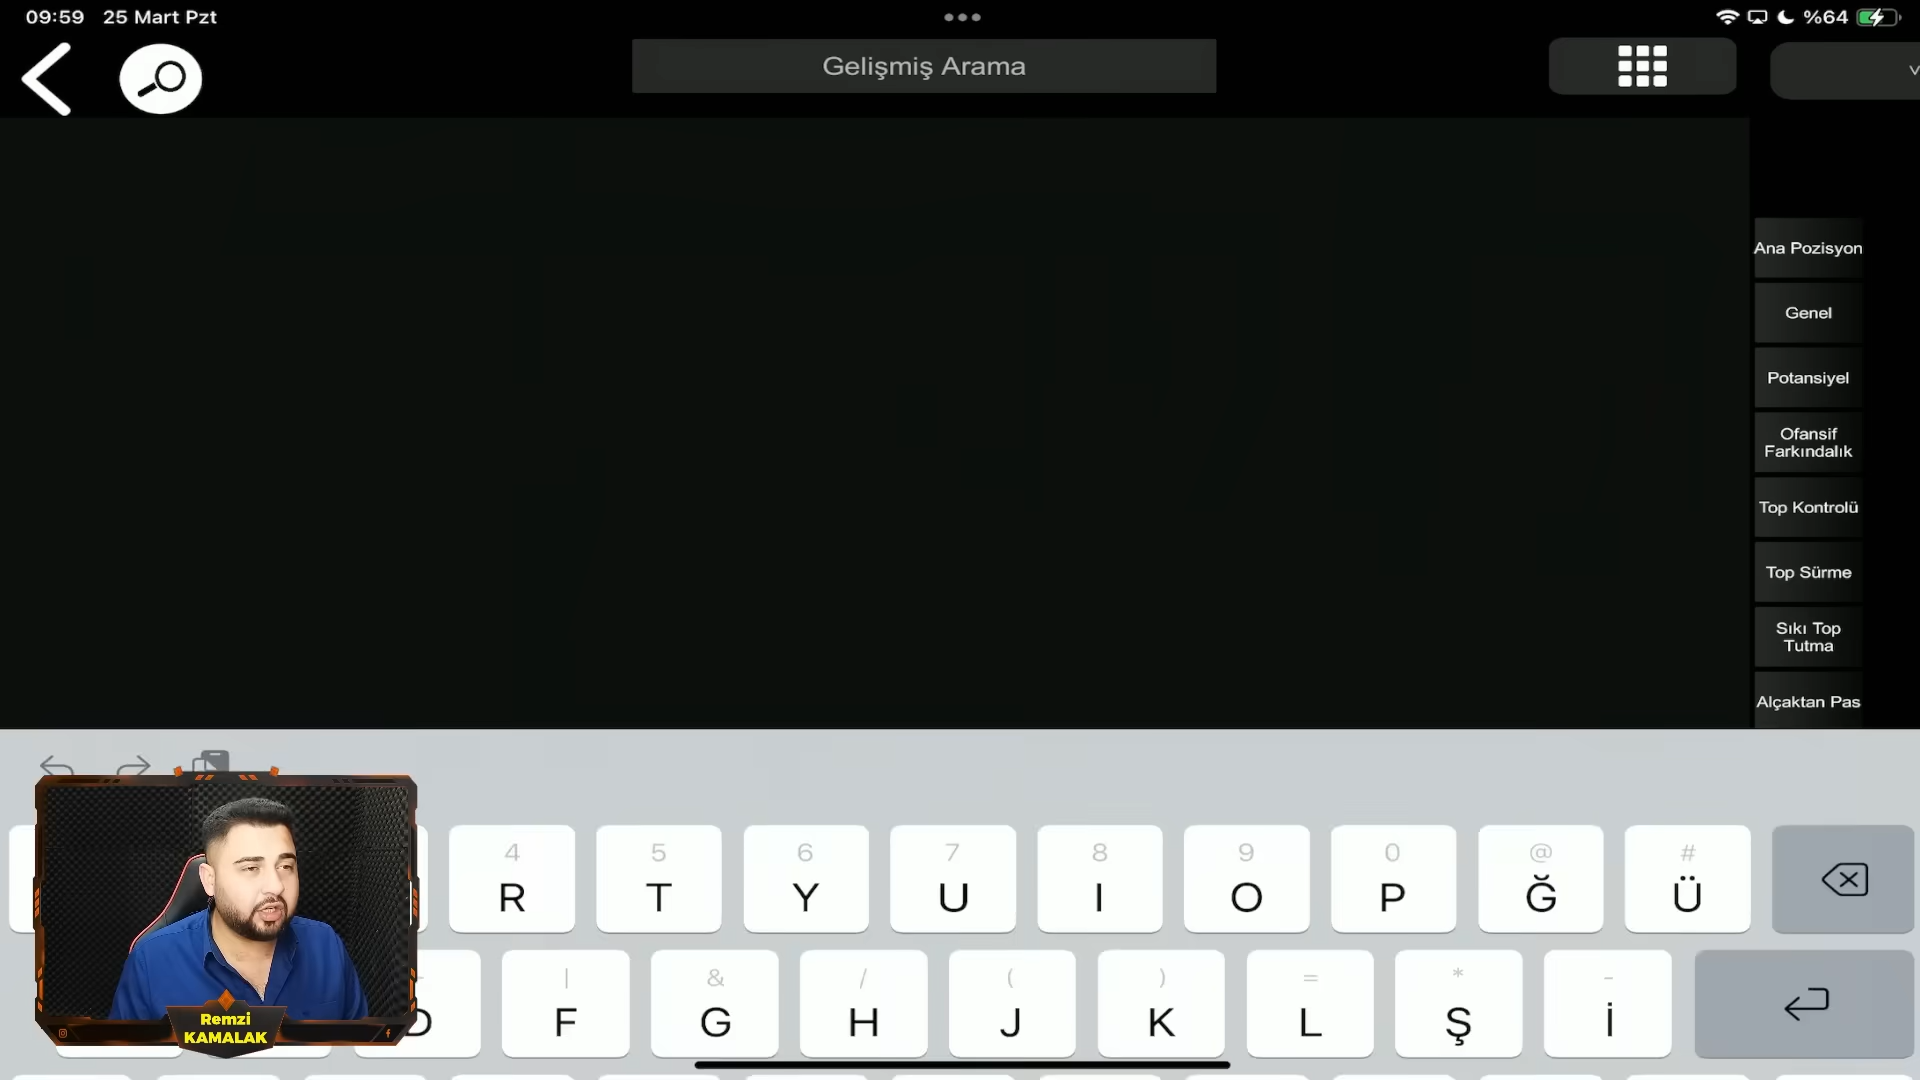 09:59 25 Mart Pzt
%64
Gelişmiş Arama
Ana Pozisyon
Genel
Potansiyel
Ofansif
Farkındalık
Top Kontrolü
Top Sürme
Sıkı Top
Tutma
Alçaktan Pas
4 5 6 7 8 9 0 @ #
R T Y U I O P Ğ Ü
| & / ( ) = * -
D F G H J K L Ş İ
Remzi
KAMALAK